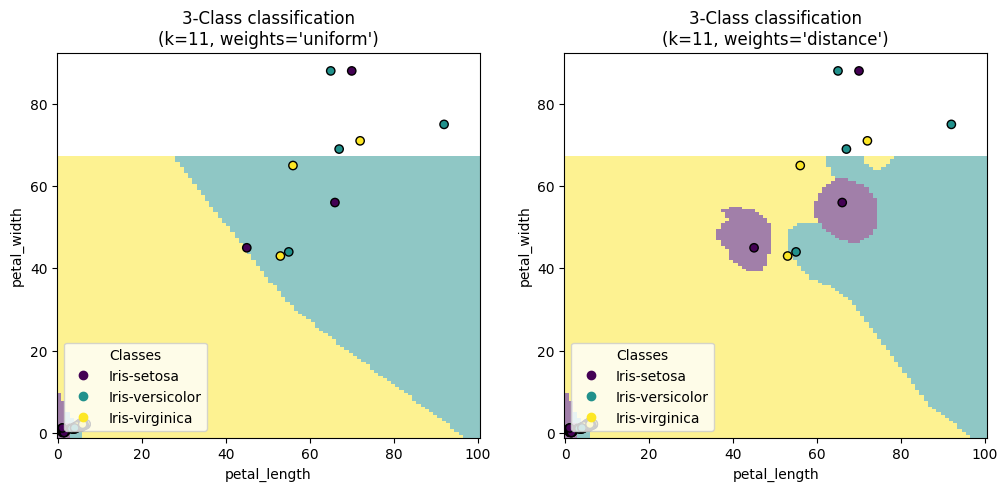 3-Class classification
(k=11, weights='uniform')
80
60
40
20
0
petal_width
Classes
Iris-setosa
Iris-versicolor
Iris-virginica
0 20 40 60 80 100
petal_length
3-Class classification
(k=11, weights='distance')
80
60
40
20
0
petal_width
Classes
Iris-setosa
Iris-versicolor
Iris-virginica
0 20 40 60 80 100
petal_length